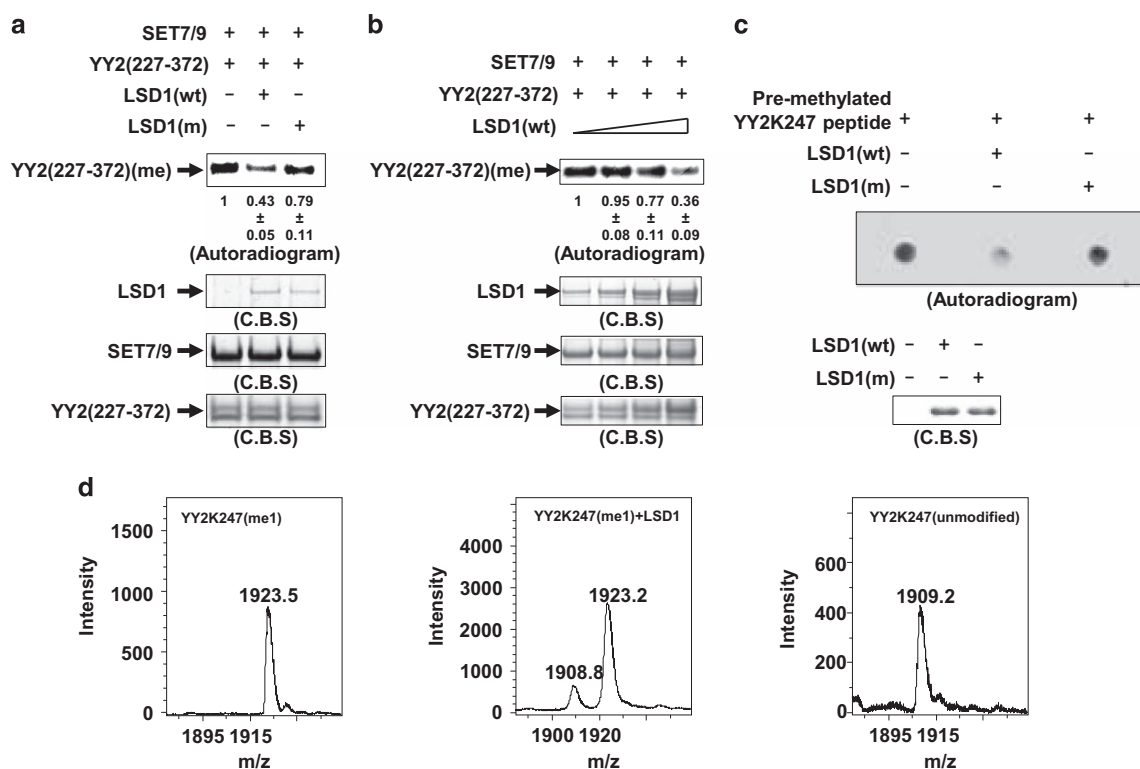 a
SET7/9 + + +
YY2(227-372) + + +
LSD1(wt) – + –
LSD1(m) – – +
YY2(227-372)(me)
1 0.43 0.79
± ±
0.05 0.11
(Autoradiogram)
LSD1
(C.B.S)
SET7/9
(C.B.S)
YY2(227-372)
(C.B.S)
b
SET7/9 + + + +
YY2(227-372) + + + +
LSD1(wt)
YY2(227-372)(me)
1 0.95 0.77 0.36
± ± ±
0.08 0.11 0.09
(Autoradiogram)
LSD1
(C.B.S)
SET7/9
(C.B.S)
YY2(227-372)
(C.B.S)
c
Pre-methylated
YY2K247 peptide + + +
LSD1(wt) – + –
LSD1(m) – – +
(Autoradiogram)
LSD1(wt) – + –
LSD1(m) – – +
(C.B.S)
d
YY2K247(me1)
Intensity
1500
1000
500
0
1923.5
1895 1915
m/z
YY2K247(me1)+LSD1
Intensity
4000
3000
2000
1000
0
1908.8
1923.2
1900 1920
m/z
YY2K247(unmodified)
Intensity
600
400
200
0
1909.2
1895 1915
m/z